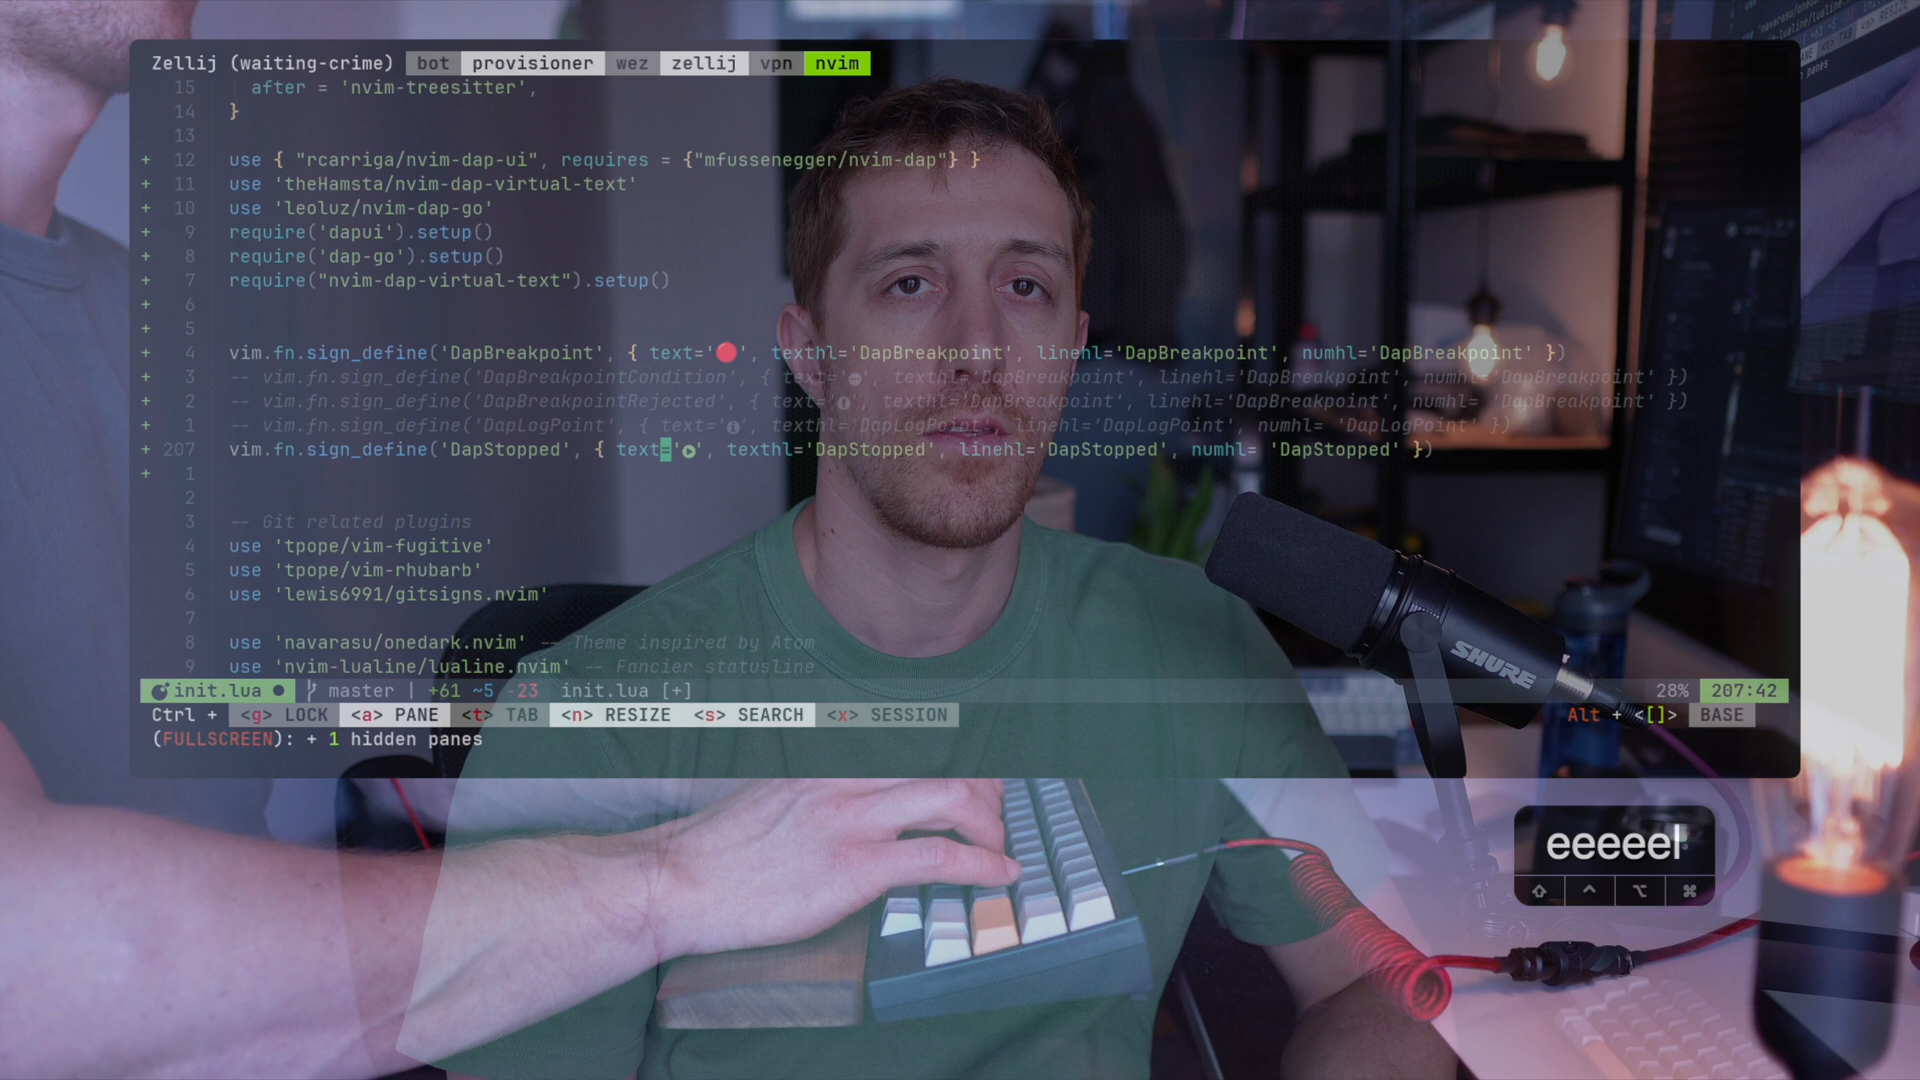 Zellij (waiting-crime) bot provisioner wez zellij vpn nvim
15 after = 'nvim-treesitter',
14 }
13
+ 12 use { "rcarriga/nvim-dap-ui", requires = {"mfussenegger/nvim-dap"} }
+ 11 use 'theHamsta/nvim-dap-virtual-text'
+ 10 use 'leoluz/nvim-dap-go'
+ 9 require('dapui').setup()
+ 8 require('dap-go').setup()
+ 7 require("nvim-dap-virtual-text").setup()
+ 6
+ 5
+ 4 vim.fn.sign_define('DapBreakpoint', { text='🔴', texthl='DapBreakpoint', linehl='DapBreakpoint', numhl='DapBreakpoint' })
+ 3 -- vim.fn.sign_define('DapBreakpointCondition', { text='', texthl='DapBreakpoint', linehl='DapBreakpoint', numhl='DapBreakpoint' })
+ 2 -- vim.fn.sign_define('DapBreakpointRejected', { text='', texthl='DapBreakpoint', linehl='DapBreakpoint', numhl= 'DapBreakpoint' })
+ 1 -- vim.fn.sign_define('DapLogPoint', { text='', texthl='DapLogPoint', linehl='DapLogPoint', numhl= 'DapLogPoint' })
+ 207 vim.fn.sign_define('DapStopped', { text='', texthl='DapStopped', linehl='DapStopped', numhl= 'DapStopped' })
+ 1
2
3 -- Git related plugins
4 use 'tpope/vim-fugitive'
5 use 'tpope/vim-rhubarb'
6 use 'lewis6991/gitsigns.nvim'
7
8 use 'navarasu/onedark.nvim' -- Theme inspired by Atom
9 use 'nvim-lualine/lualine.nvim' -- Fancier statusline
init.lua ● master | +61 ~5 -23 init.lua [+] 28% 207:42
Ctrl + <g> LOCK <a> PANE <t> TAB <n> RESIZE <s> SEARCH <x> SESSION Alt + <[]> BASE
(FULLSCREEN): + 1 hidden panes
SHURE
eeeeel
⇧ ⌃ ⌥ ⌘